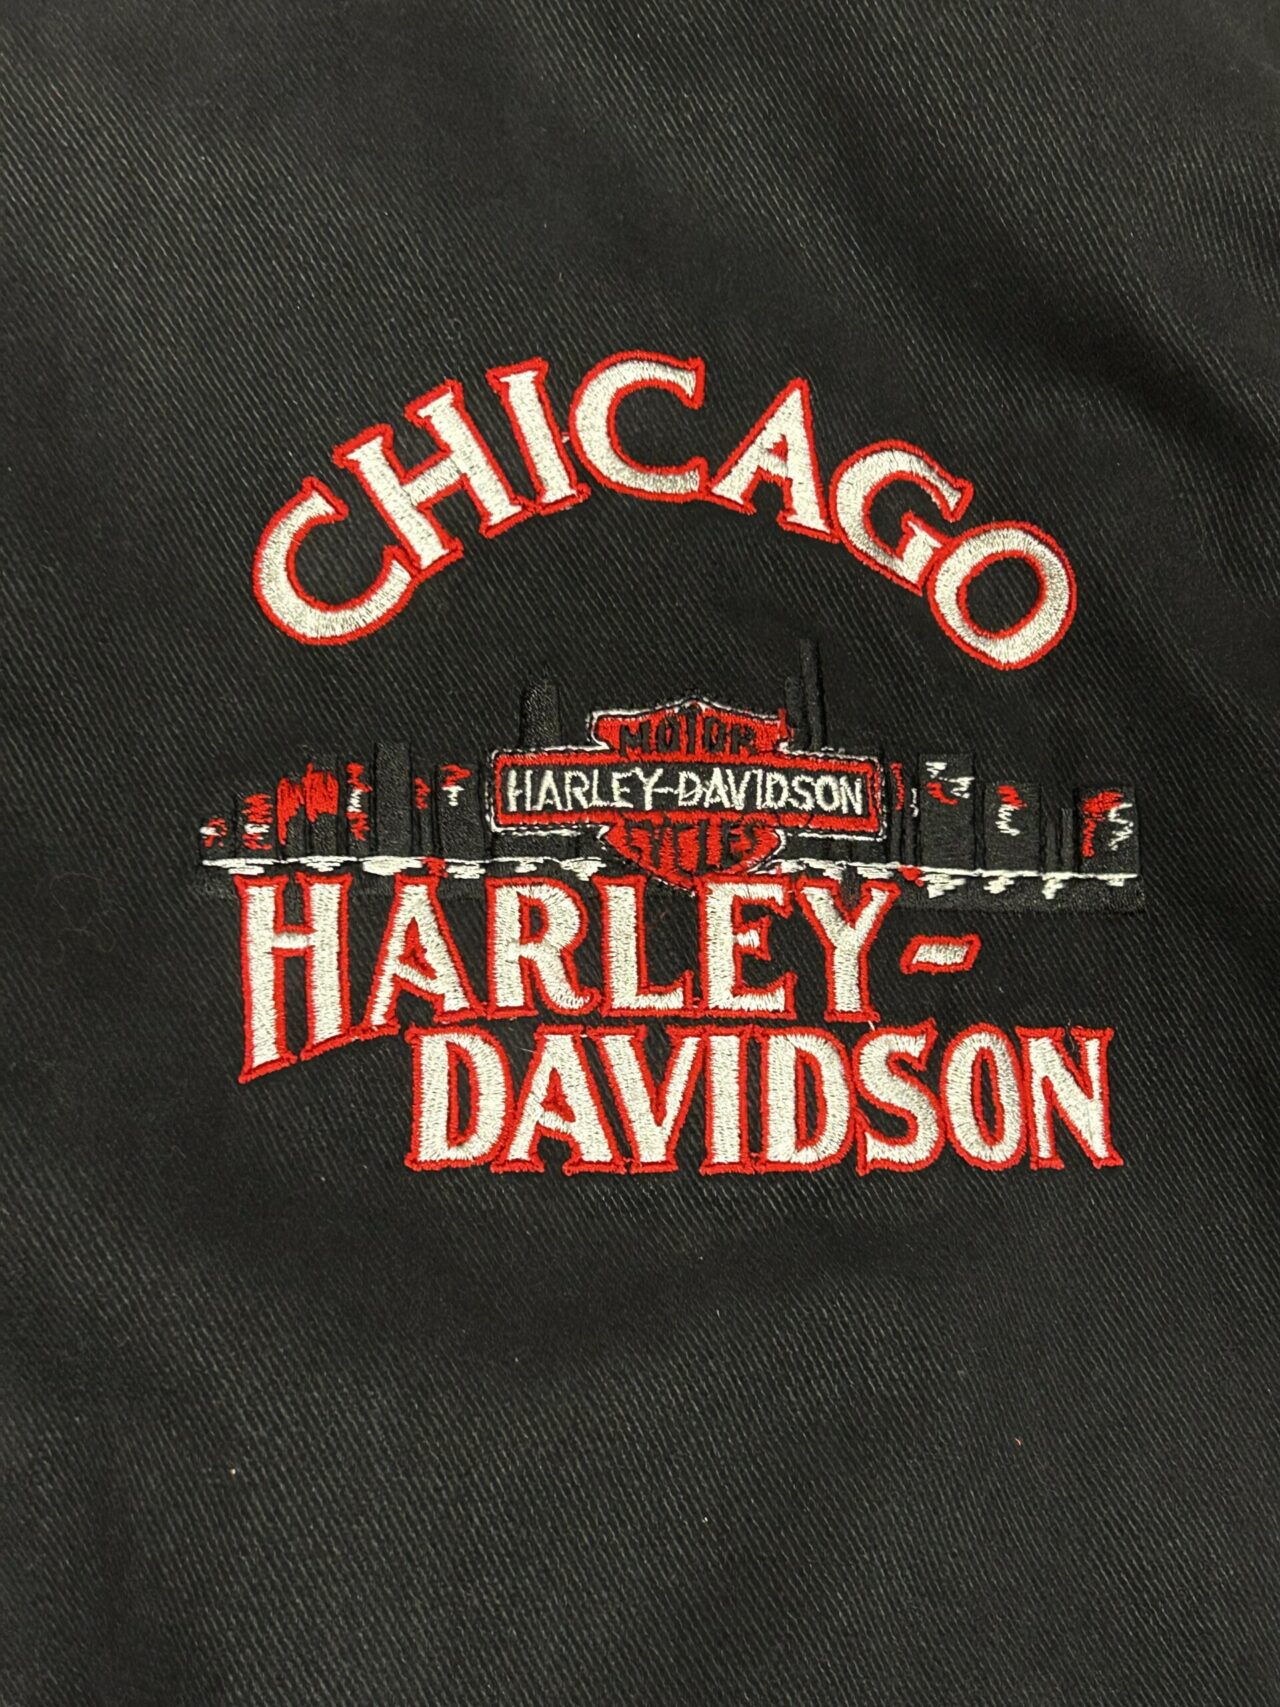 CHICAGO
MOTOR
HARLEY-DAVIDSON
CYCLES
HARLEY-
DAVIDSON